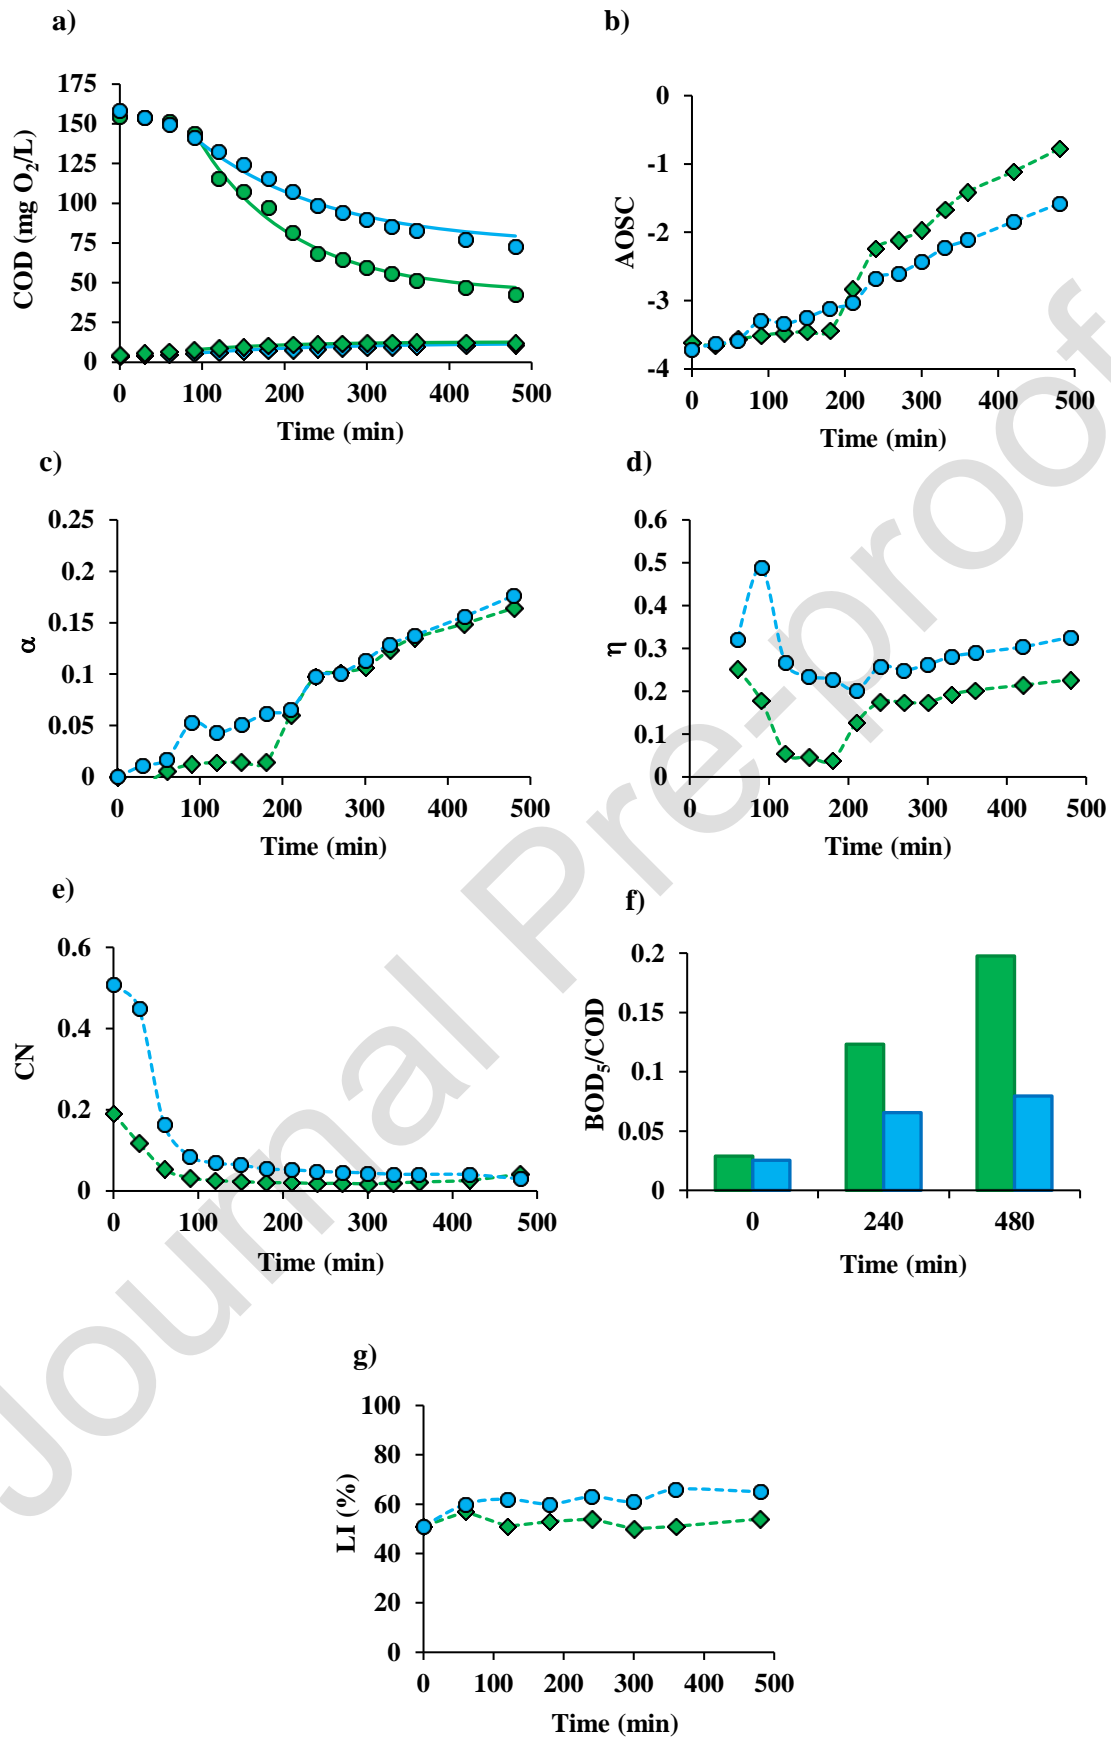 a)
175
150
125
100
75
50
25
0
COD (mg O₂/L)
0 100 200 300 400 500
Time (min)
b)
0
-1
-2
-3
-4
AOSC
0 100 200 300 400 500
Time (min)
c)
0.25
0.2
0.15
0.1
0.05
0
α
0 100 200 300 400 500
Time (min)
d)
0.6
0.5
0.4
0.3
0.2
0.1
0
η
0 100 200 300 400 500
Time (min)
e)
0.6
0.4
0.2
0
CN
0 100 200 300 400 500
Time (min)
f)
0.2
0.15
0.1
0.05
0
BOD₅/COD
0 240 480
Time (min)
g)
100
80
60
40
20
0
LI (%)
0 100 200 300 400 500
Time (min)
Journal Pre-proof